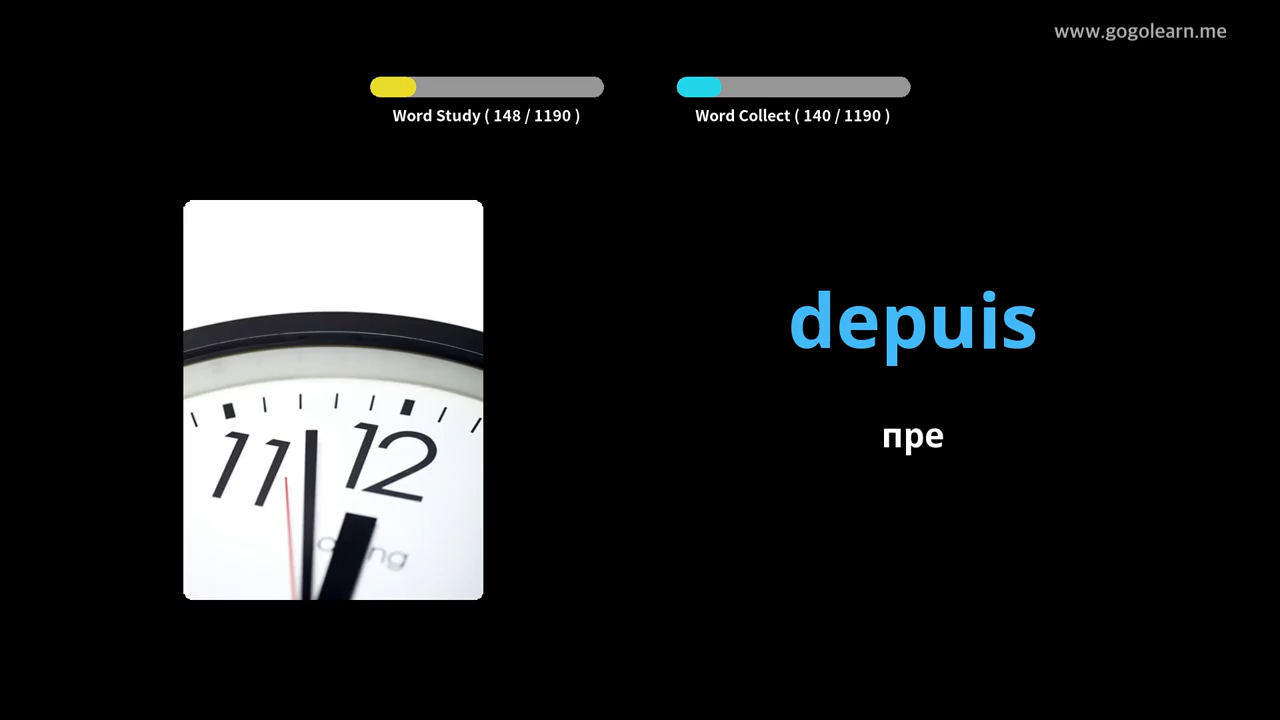 www.gogolearn.me
Word Study ( 148 / 1190 )
Word Collect ( 140 / 1190 )
11 12
depuis
пре